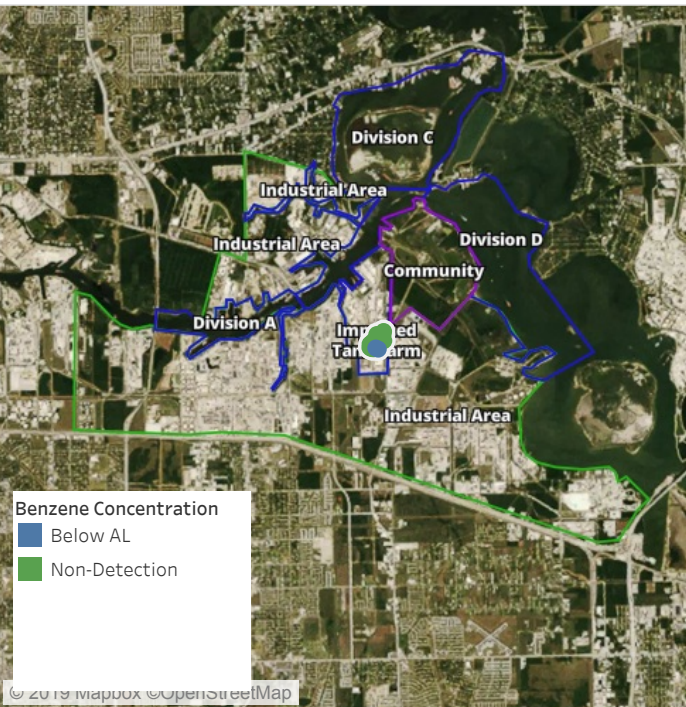 Division C
Industrial Area
Division D
Industrial Area
Community
Division A
Industrial Area
Benzene Concentration
Below AL
Non-Detection
© 2019 Mapbox ©OpenStreetMap